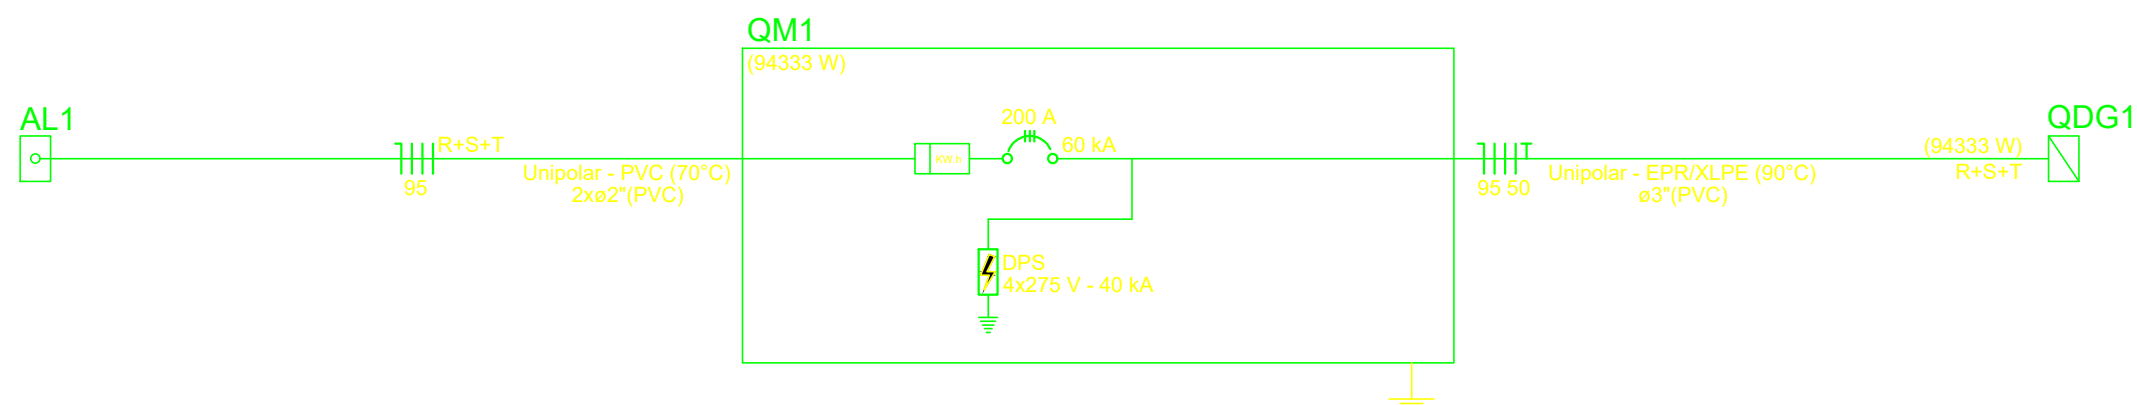 QM1
(94333 W)
AL1
R+S+T
95
Unipolar - PVC (70°C)
2xø2"(PVC)
KW.h
200 A
60 kA
DPS
4x275 V - 40 kA
95 50
Unipolar - EPR/XLPE (90°C)
ø3"(PVC)
QDG1
(94333 W)
R+S+T